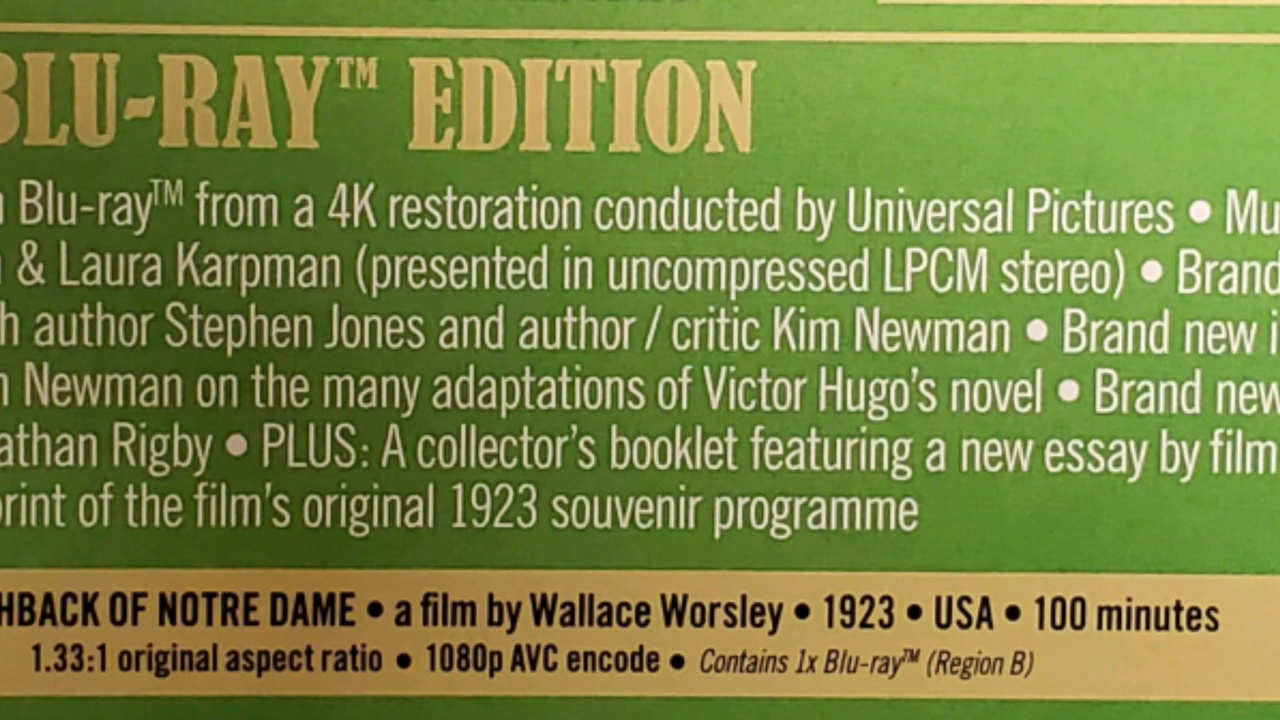 BLU-RAY™ EDITION
Blu-ray™ from a 4K restoration conducted by Universal Pictures • Mu
& Laura Karpman (presented in uncompressed LPCM stereo) • Brand
h author Stephen Jones and author / critic Kim Newman • Brand new i
Newman on the many adaptations of Victor Hugo's novel • Brand new
athan Rigby • PLUS: A collector's booklet featuring a new essay by film
rint of the film's original 1923 souvenir programme
HBACK OF NOTRE DAME • a film by Wallace Worsley • 1923 • USA • 100 minutes
1.33:1 original aspect ratio • 1080p AVC encode • Contains 1x Blu-ray™ (Region B)